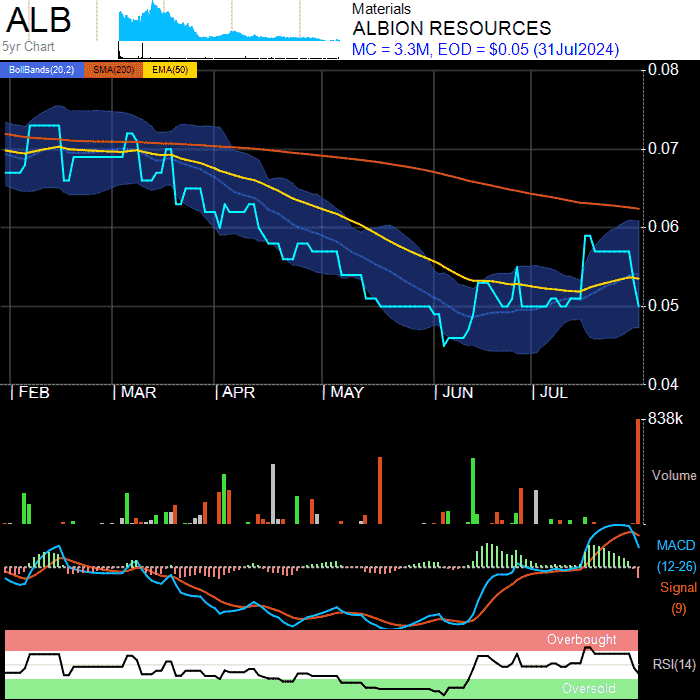 ALB
5yr Chart
Materials
ALBION RESOURCES
MC = 3.3M, EOD = $0.05 (31Jul2024)
BollBands(20,2) SMA(200) EMA(50)
0.08
0.07
0.06
0.05
0.04
FEB MAR APR MAY JUN JUL
838k
Volume
MACD
(12-26)
Signal
(9)
Overbought
RSI(14)
Oversold